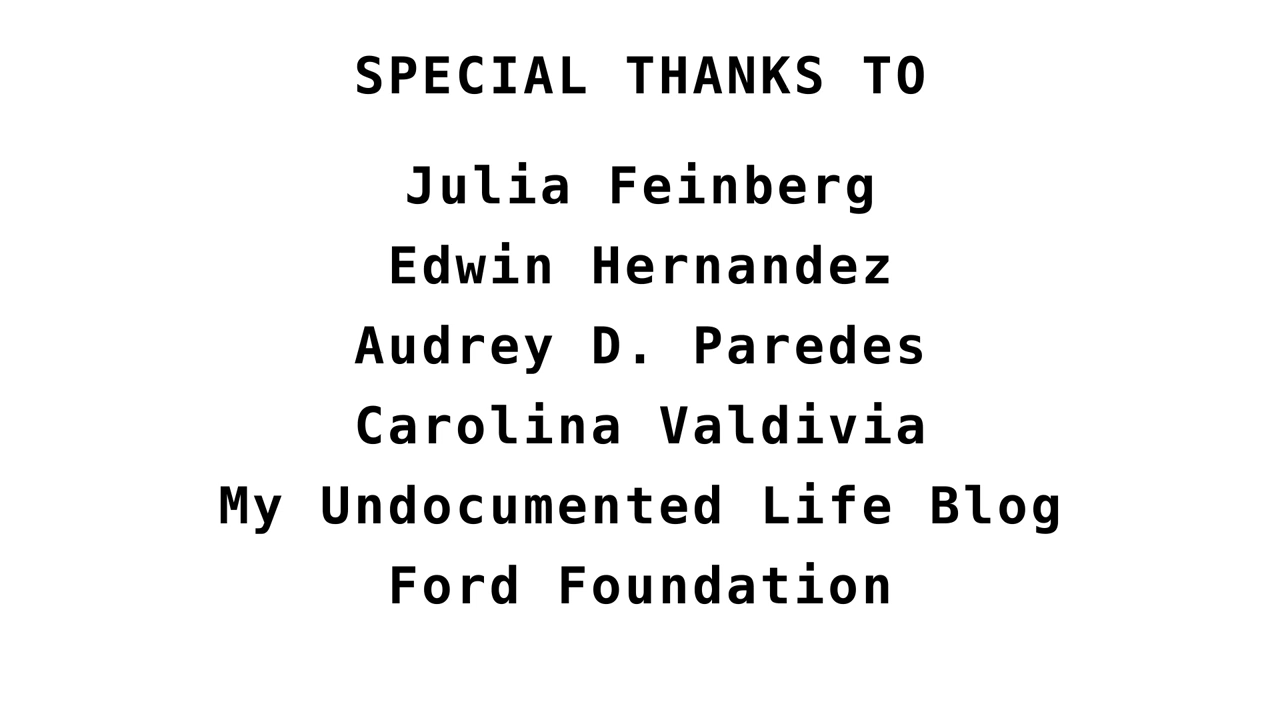 SPECIAL THANKS TO
Julia Feinberg
Edwin Hernandez
Audrey D. Paredes
Carolina Valdivia
My Undocumented Life Blog
Ford Foundation